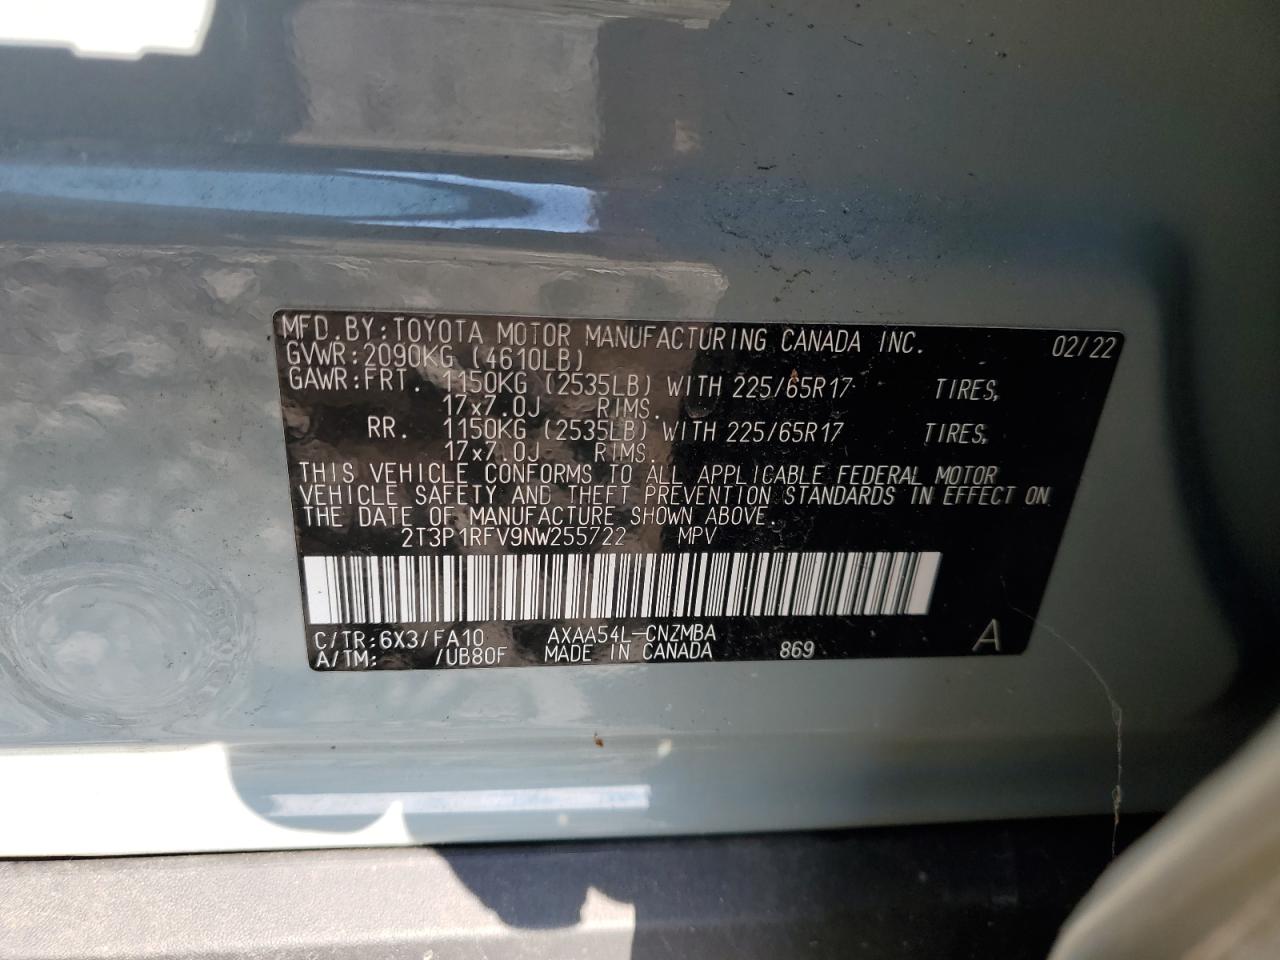 MFD.BY:TOYOTA MOTOR MANUFACTURING CANADA INC. 02/22
GVWR:2090KG (4610LB)
GAWR:FRT. 1150KG (2535LB) WITH 225/65R17 TIRES,
17x7.0J RIMS.
RR. 1150KG (2535LB) WITH 225/65R17 TIRES,
17x7.0J RIMS.
THIS VEHICLE CONFORMS TO ALL APPLICABLE FEDERAL MOTOR
VEHICLE SAFETY AND THEFT PREVENTION STANDARDS IN EFFECT ON
THE DATE OF MANUFACTURE SHOWN ABOVE.
2T3P1RFV9NW255722 MPV
C/TR:6X3/FA10 AXAA54L-CNZMBA
A/TM: /UB80F MADE IN CANADA 869 A